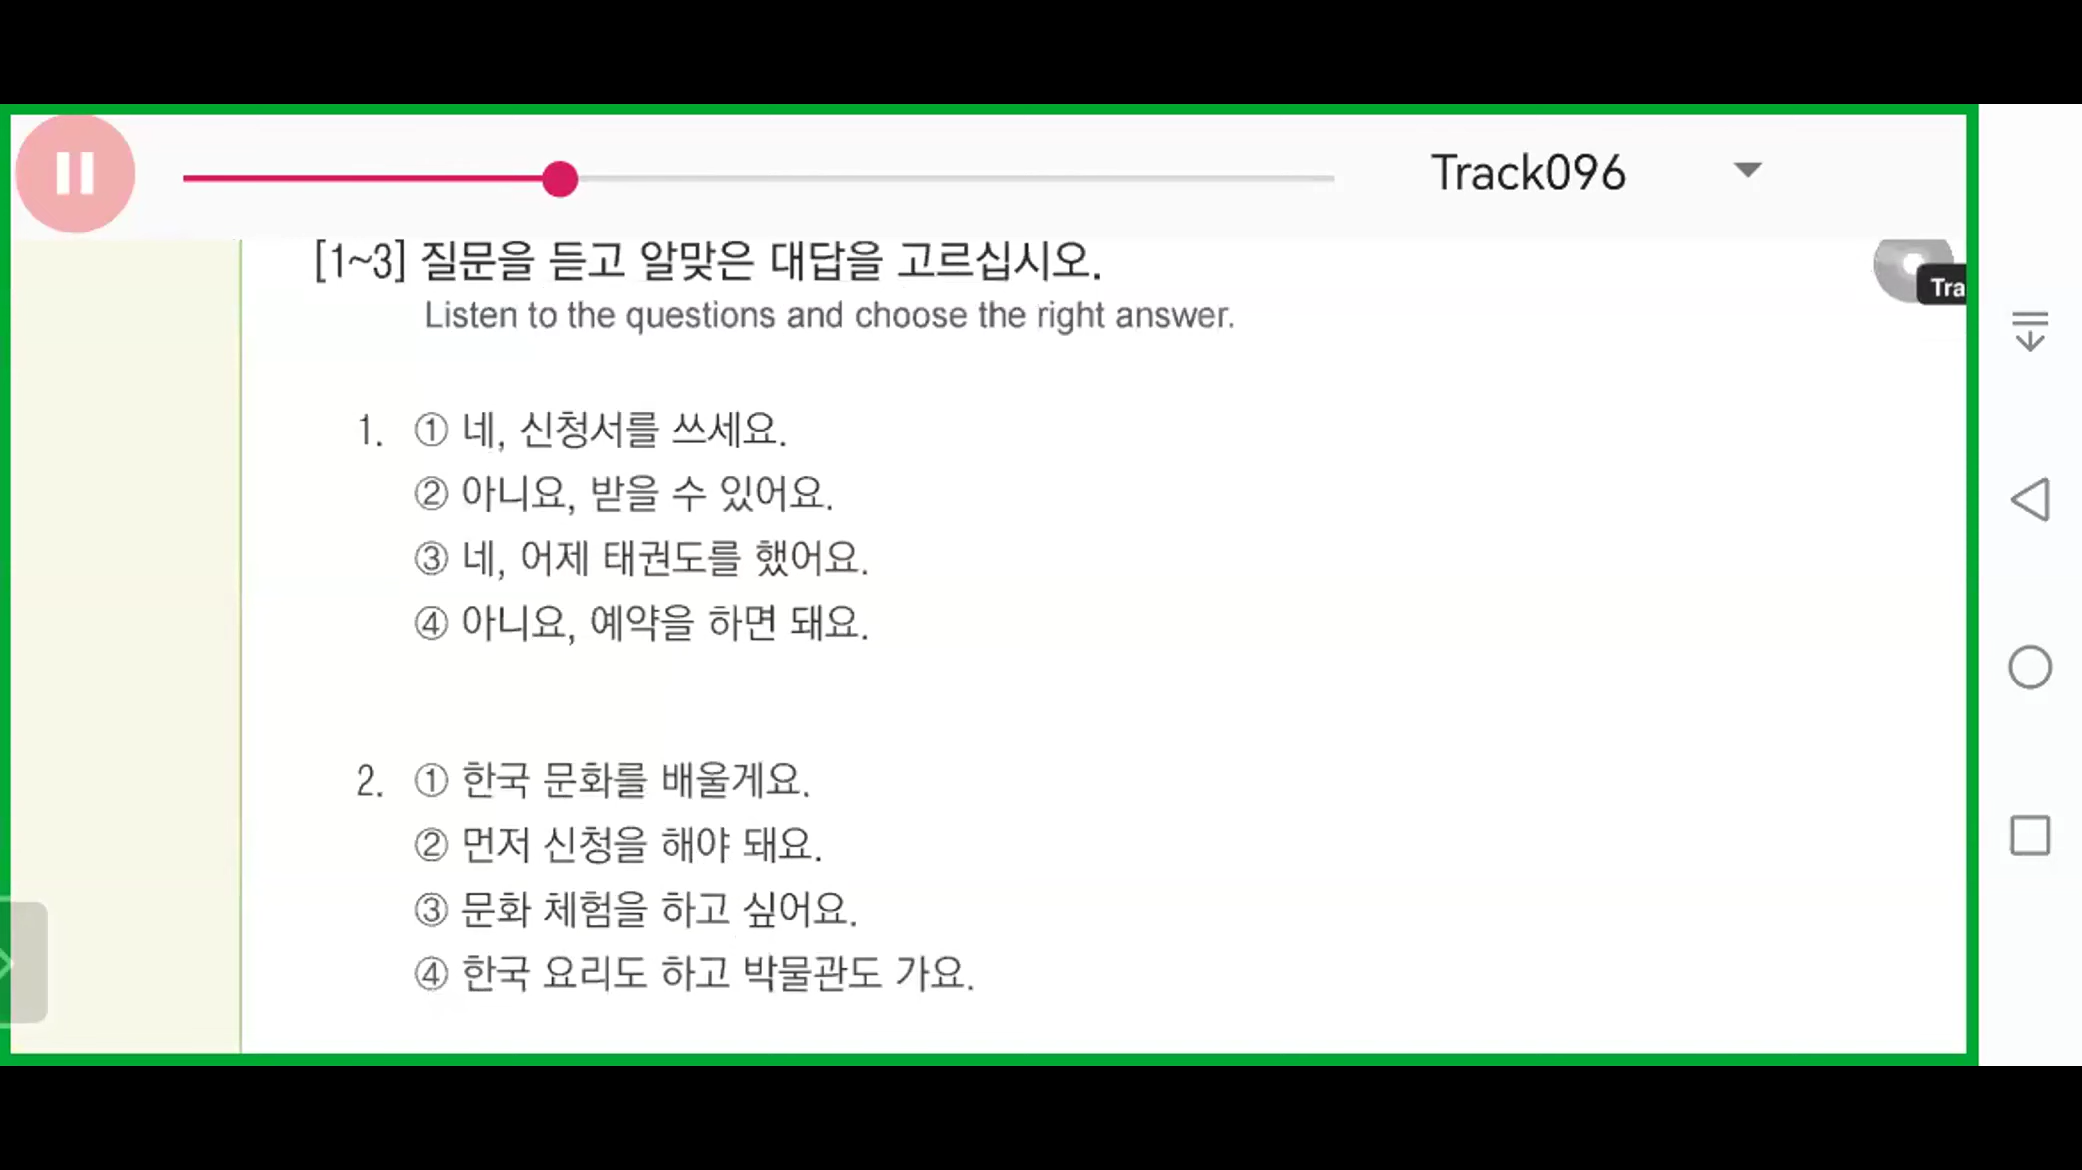 Track096
[1~3] 질문을 듣고 알맞은 대답을 고르십시오.
Listen to the questions and choose the right answer.
Tra
1. ① 네, 신청서를 쓰세요.
② 아니요, 받을 수 있어요.
③ 네, 어제 태권도를 했어요.
④ 아니요, 예약을 하면 돼요.
2. ① 한국 문화를 배울게요.
② 먼저 신청을 해야 돼요.
③ 문화 체험을 하고 싶어요.
④ 한국 요리도 하고 박물관도 가요.